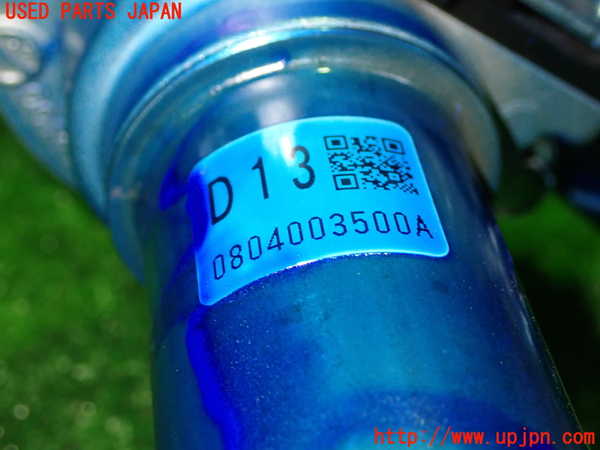 USED PARTS JAPAN
D13
0804003500A
http://www.upjpn.com/